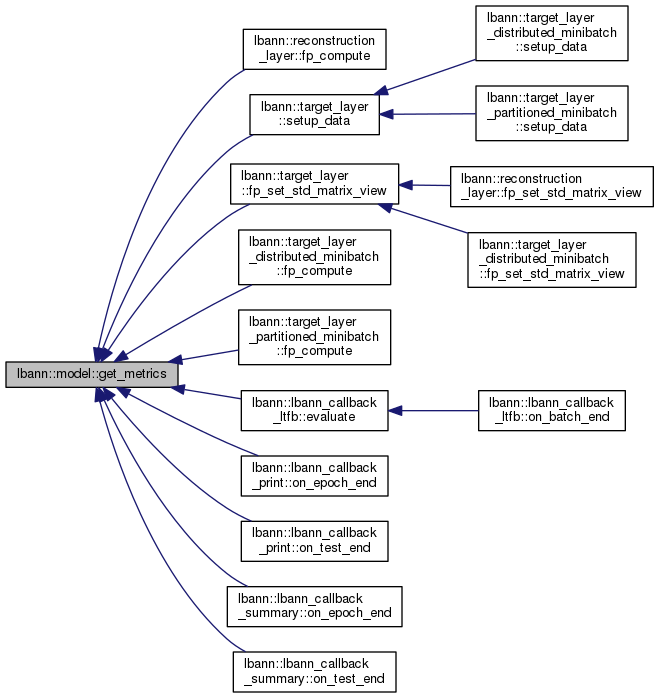 lbann::model::get_metrics
lbann::reconstruction
_layer::fp_compute
lbann::target_layer
::setup_data
lbann::target_layer
_distributed_minibatch
::setup_data
lbann::target_layer
_partitioned_minibatch
::setup_data
lbann::target_layer
::fp_set_std_matrix_view
lbann::reconstruction
_layer::fp_set_std_matrix_view
lbann::target_layer
_distributed_minibatch
::fp_set_std_matrix_view
lbann::target_layer
_distributed_minibatch
::fp_compute
lbann::target_layer
_partitioned_minibatch
::fp_compute
lbann::lbann_callback
_ltfb::evaluate
lbann::lbann_callback
_ltfb::on_batch_end
lbann::lbann_callback
_print::on_epoch_end
lbann::lbann_callback
_print::on_test_end
lbann::lbann_callback
_summary::on_epoch_end
lbann::lbann_callback
_summary::on_test_end